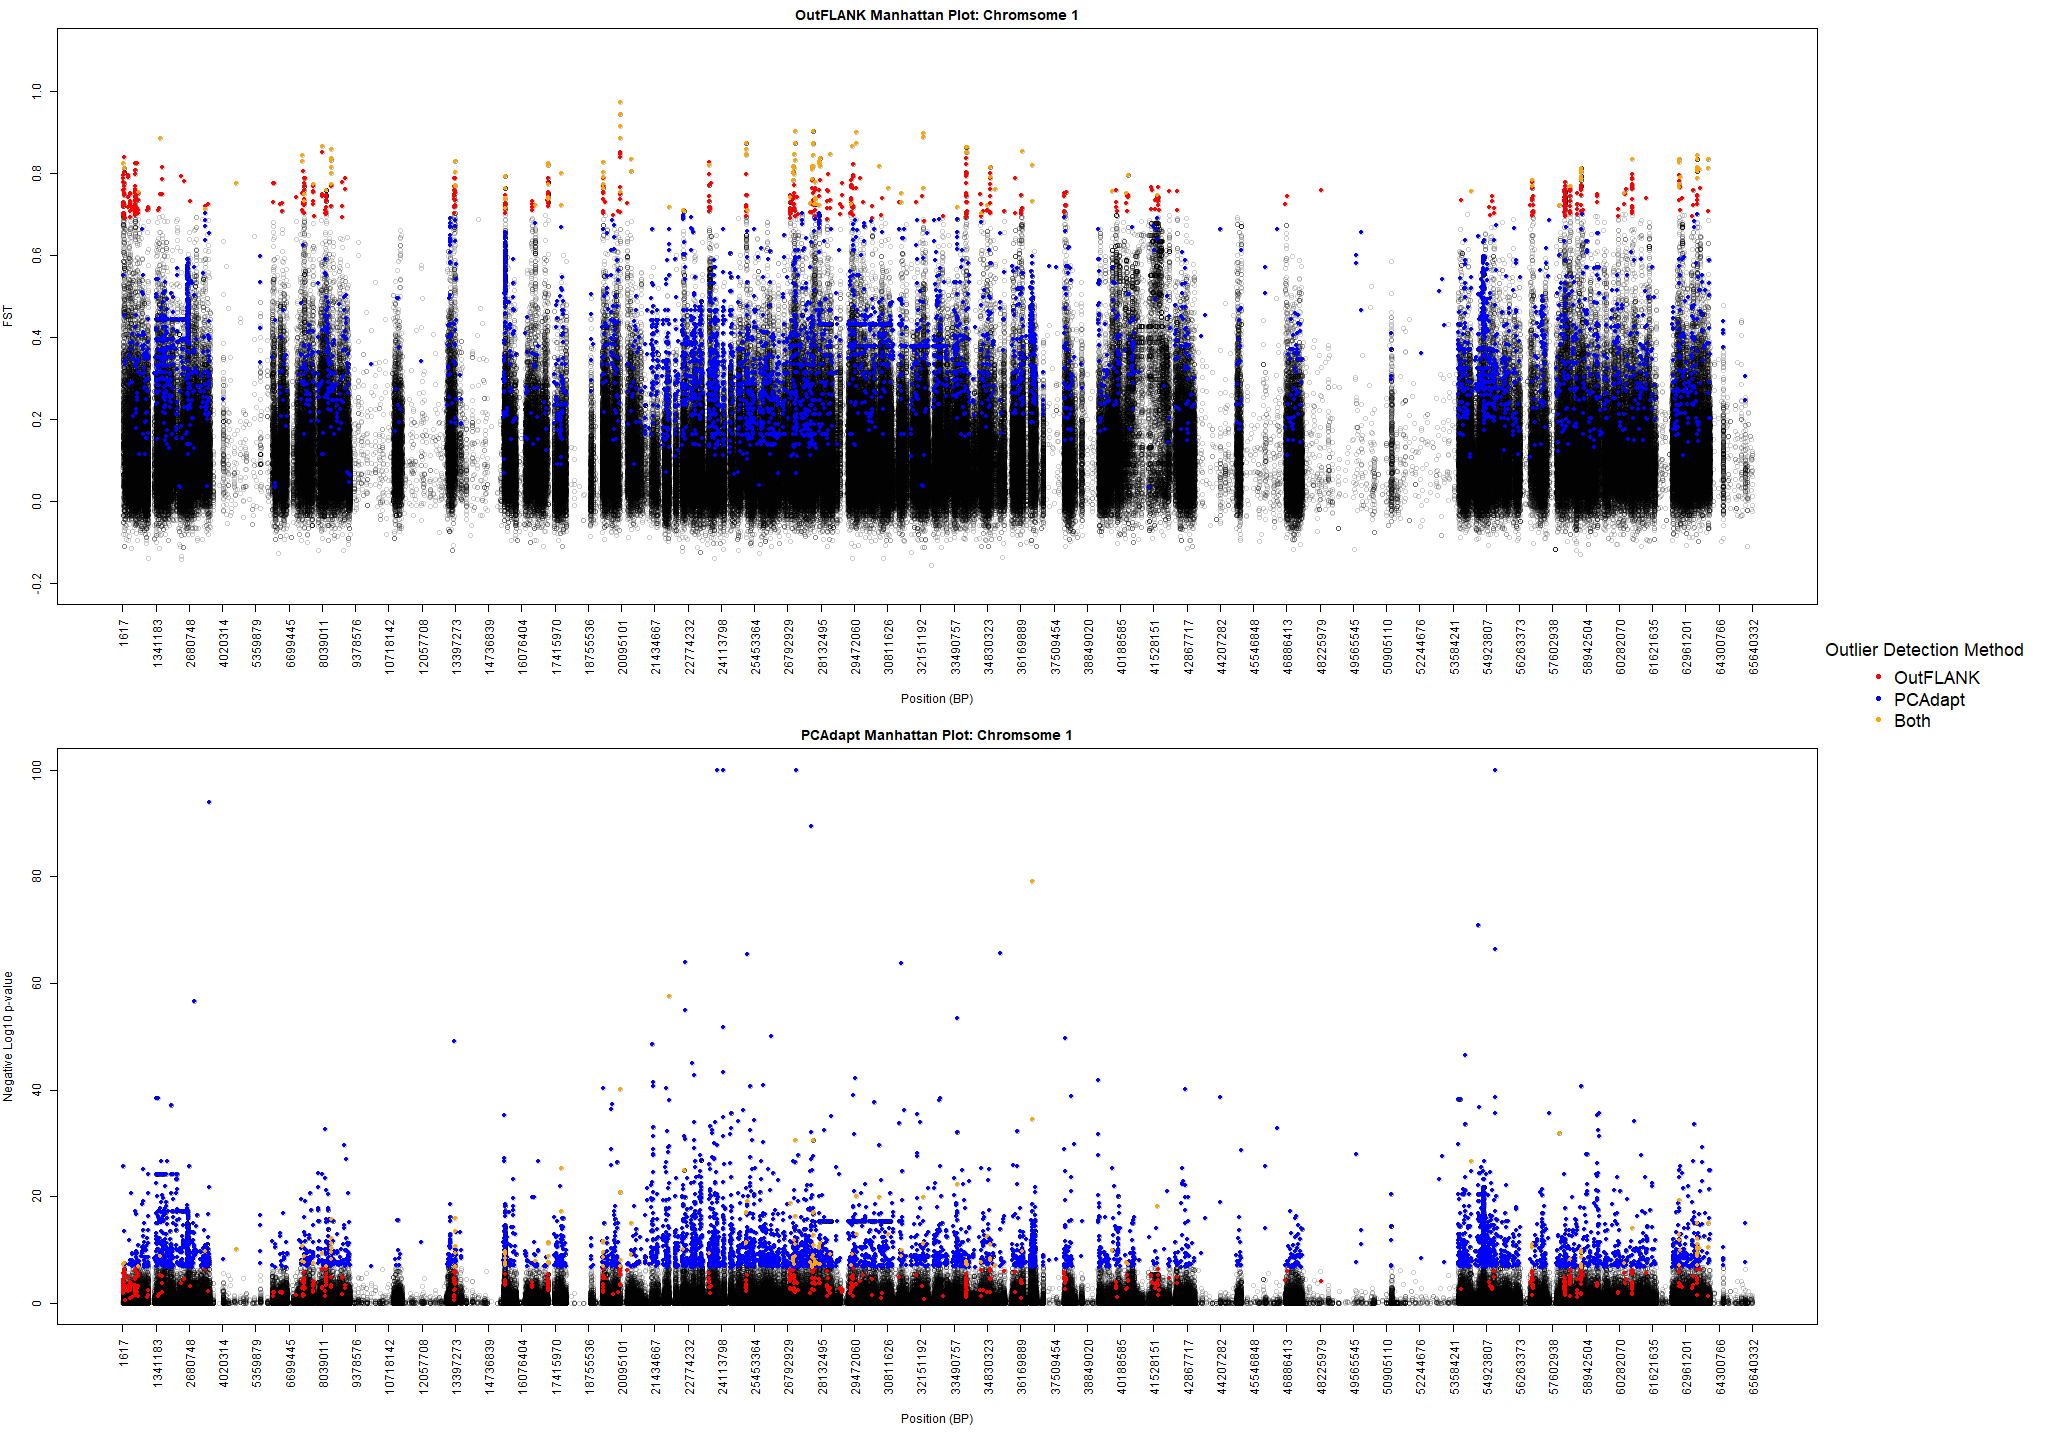 OutFLANK Manhattan Plot: Chromsome 1
FST
1.0
0.8
0.6
0.4
0.2
0.0
-0.2
1617 1341183 2680748 4020314 5359879 6699445 8039011 9378576 10718142 12057708 13397273 14736839 16076404 17415970 18755536 20095101 21434667 22774232 24113798 25453364 26792929 28132495 29472060 30811626 32151192 33490757 34830323 36169889 37509454 38849020 40188585 41528151 42867717 44207282 45546848 46886413 48225979 49565545 50905110 52244676 53584241 54923807 56263373 57602938 58942504 60282070 61621635 62961201 64300766 65640332
Position (BP)
Outlier Detection Method
OutFLANK
PCAdapt
Both
PCAdapt Manhattan Plot: Chromsome 1
Negative Log10 p-value
100
80
60
40
20
0
1617 1341183 2680748 4020314 5359879 6699445 8039011 9378576 10718142 12057708 13397273 14736839 16076404 17415970 18755536 20095101 21434667 22774232 24113798 25453364 26792929 28132495 29472060 30811626 32151192 33490757 34830323 36169889 37509454 38849020 40188585 41528151 42867717 44207282 45546848 46886413 48225979 49565545 50905110 52244676 53584241 54923807 56263373 57602938 58942504 60282070 61621635 62961201 64300766 65640332
Position (BP)